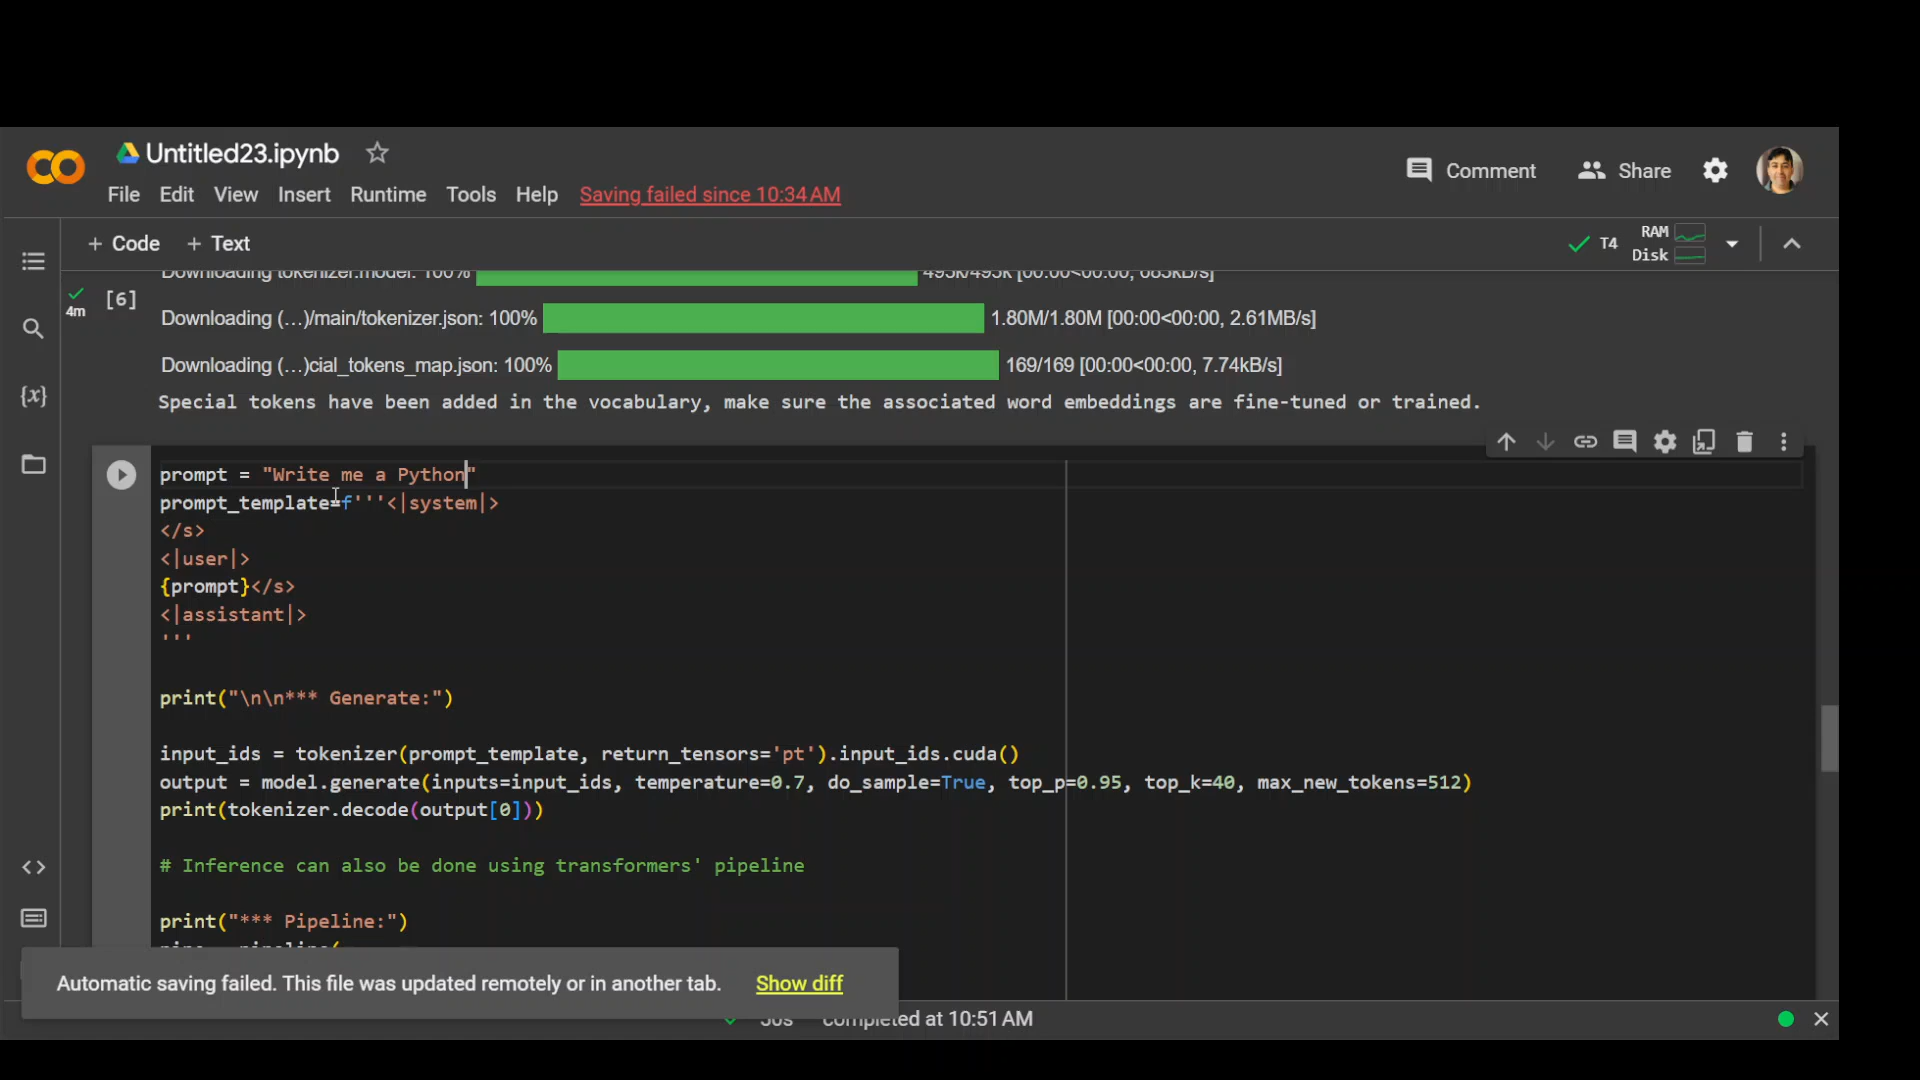 Untitled23.ipynb
Comment
Share
File Edit View Insert Runtime Tools Help Saving failed since 10:34 AM
+ Code + Text
T4
RAM
Disk
Downloading tokenizer.model: 100% 493k/493k [00:00<00:00, 683kB/s]
4m
[6]
Downloading (...)/main/tokenizer.json: 100% 1.80M/1.80M [00:00<00:00, 2.61MB/s]
Downloading (...)cial_tokens_map.json: 100% 169/169 [00:00<00:00, 7.74kB/s]
Special tokens have been added in the vocabulary, make sure the associated word embeddings are fine-tuned or trained.
prompt = "Write me a Python"
prompt_template=f'''<|system|>
</s>
<|user|>
{prompt}</s>
<|assistant|>
'''
print("\n\n*** Generate:")
input_ids = tokenizer(prompt_template, return_tensors='pt').input_ids.cuda()
output = model.generate(inputs=input_ids, temperature=0.7, do_sample=True, top_p=0.95, top_k=40, max_new_tokens=512)
print(tokenizer.decode(output[0]))
# Inference can also be done using transformers' pipeline
print("*** Pipeline:")
pipe = pipeline(
Automatic saving failed. This file was updated remotely or in another tab. Show diff
completed at 10:51 AM